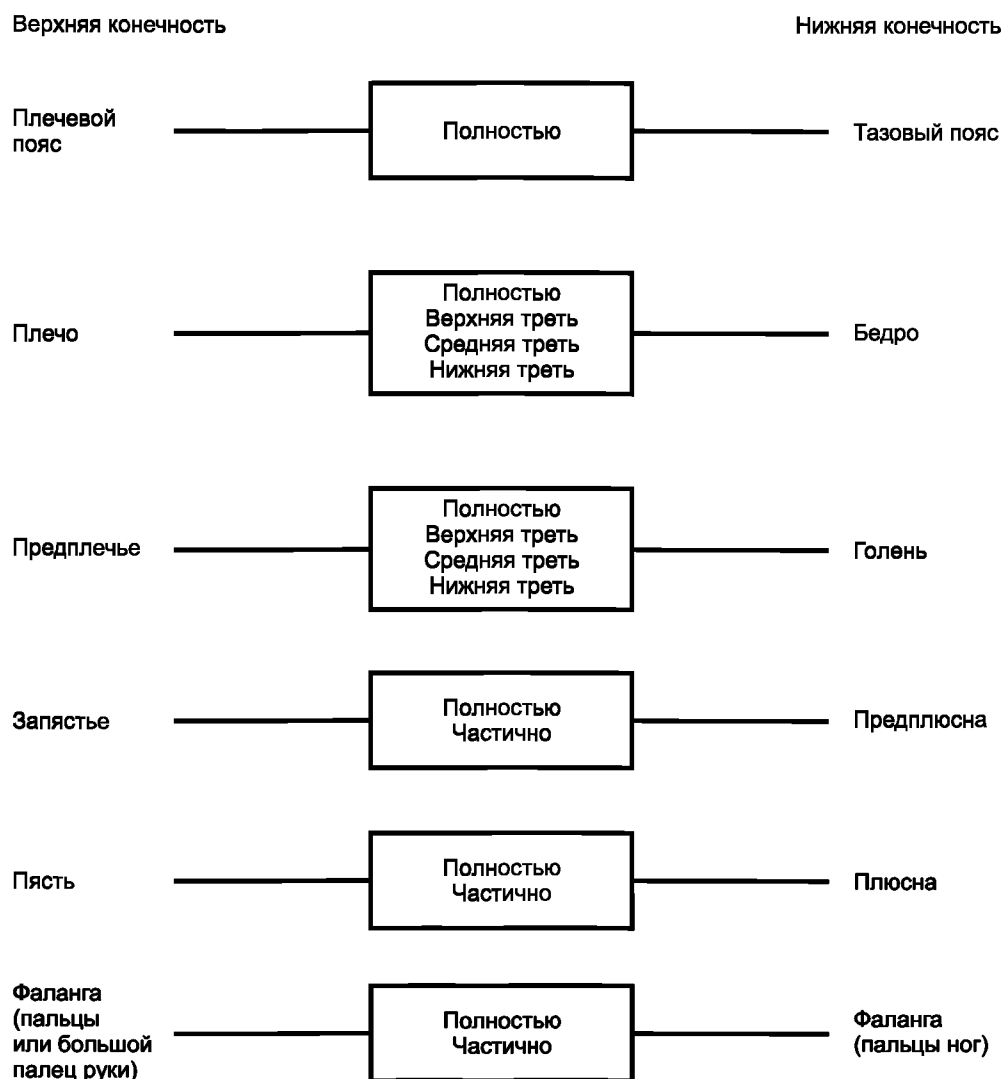 Верхняя конечность
Нижняя конечность
Плечевой
пояс
Полностью
Тазовый пояс
Плечо
Полностью
Верхняя треть
Средняя треть
Нижняя треть
Бедро
Предплечье
Полностью
Верхняя треть
Средняя треть
Нижняя треть
Голень
Запястье
Полностью
Частично
Предплюсна
Пясть
Полностью
Частично
Плюсна
Фаланга
(пальцы
или большой
палец руки)
Полностью
Частично
Фаланга
(пальцы ног)